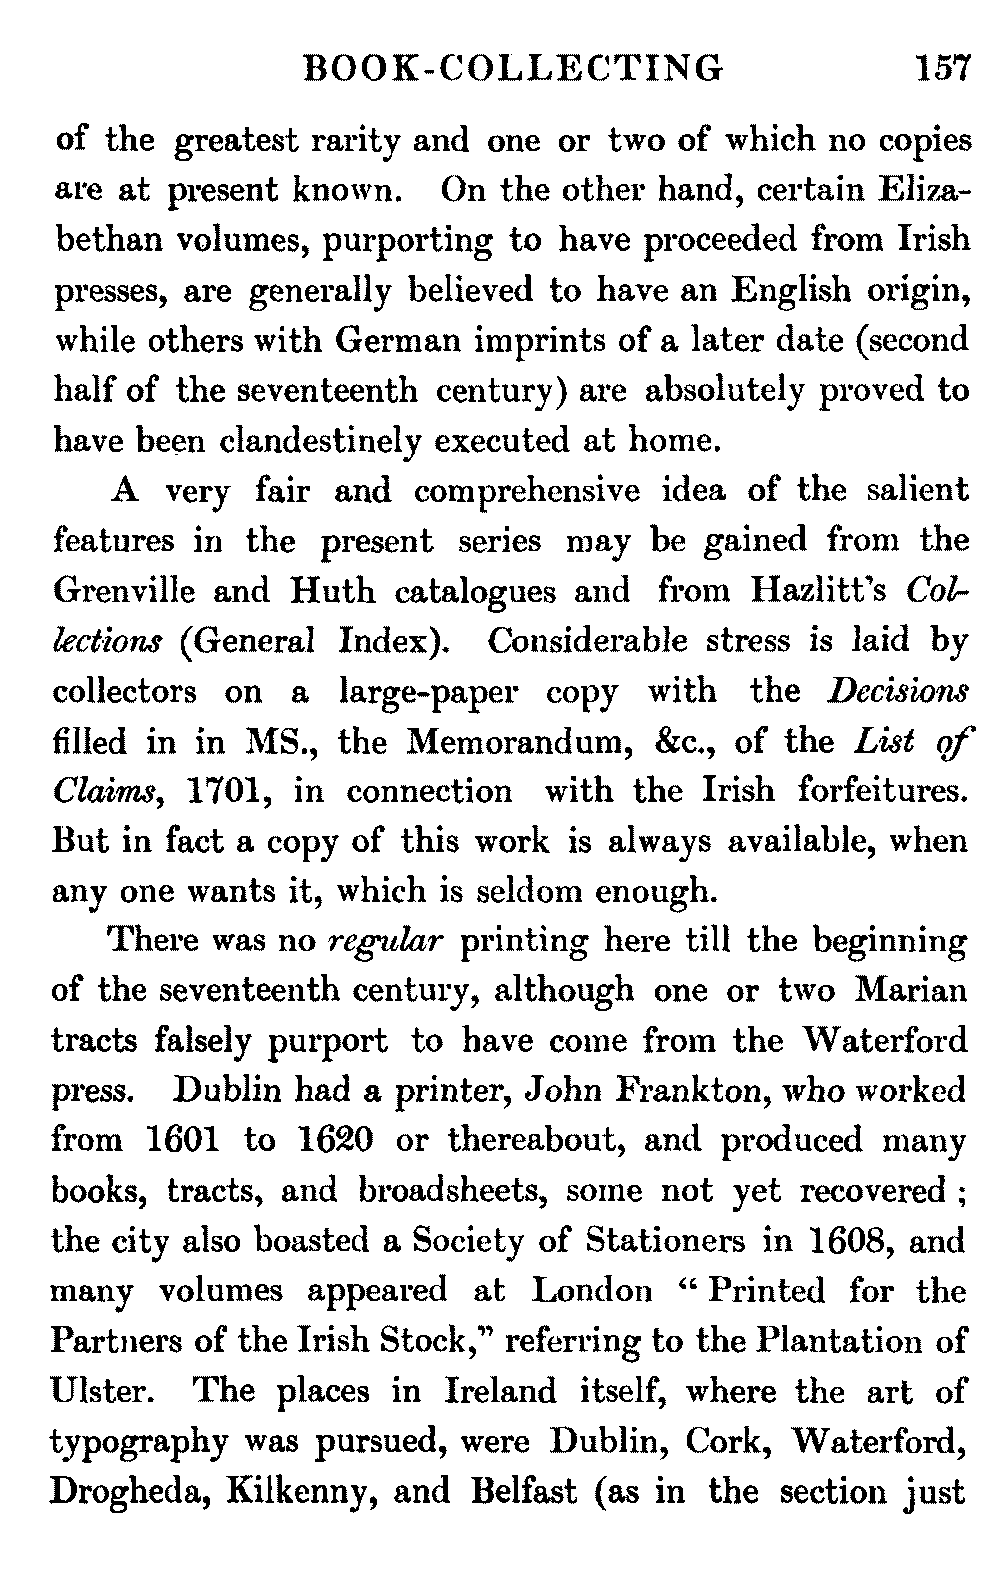 BOOK-COLLECTING 157
of the greatest rarity and one or two of which no copies
are at present known. On the other hand, certain Eliza-
bethan volumes, purporting to have proceeded from Irish
presses, are generally believed to have an English origin,
while others with German imprints of a later date (second
half of the seventeenth century) are absolutely proved to
have been clandestinely executed at home.
A very fair and comprehensive idea of the salient
features in the present series may be gained from the
Grenville and Huth catalogues and from Hazlitt's Col-
lections (General Index). Considerable stress is laid by
collectors on a large-paper copy with the Decisions
filled in in MS., the Memorandum, &c., of the List of
Claims, 1701, in connection with the Irish forfeitures.
But in fact a copy of this work is always available, when
any one wants it, which is seldom enough.
There was no regular printing here till the beginning
of the seventeenth century, although one or two Marian
tracts falsely purport to have come from the Waterford
press. Dublin had a printer, John Frankton, who worked
from 1601 to 1620 or thereabout, and produced many
books, tracts, and broadsheets, some not yet recovered ;
the city also boasted a Society of Stationers in 1608, and
many volumes appeared at London “ Printed for the
Partners of the Irish Stock,” referring to the Plantation of
Ulster. The places in Ireland itself, where the art of
typography was pursued, were Dublin, Cork, Waterford,
Drogheda, Kilkenny, and Belfast (as in the section just